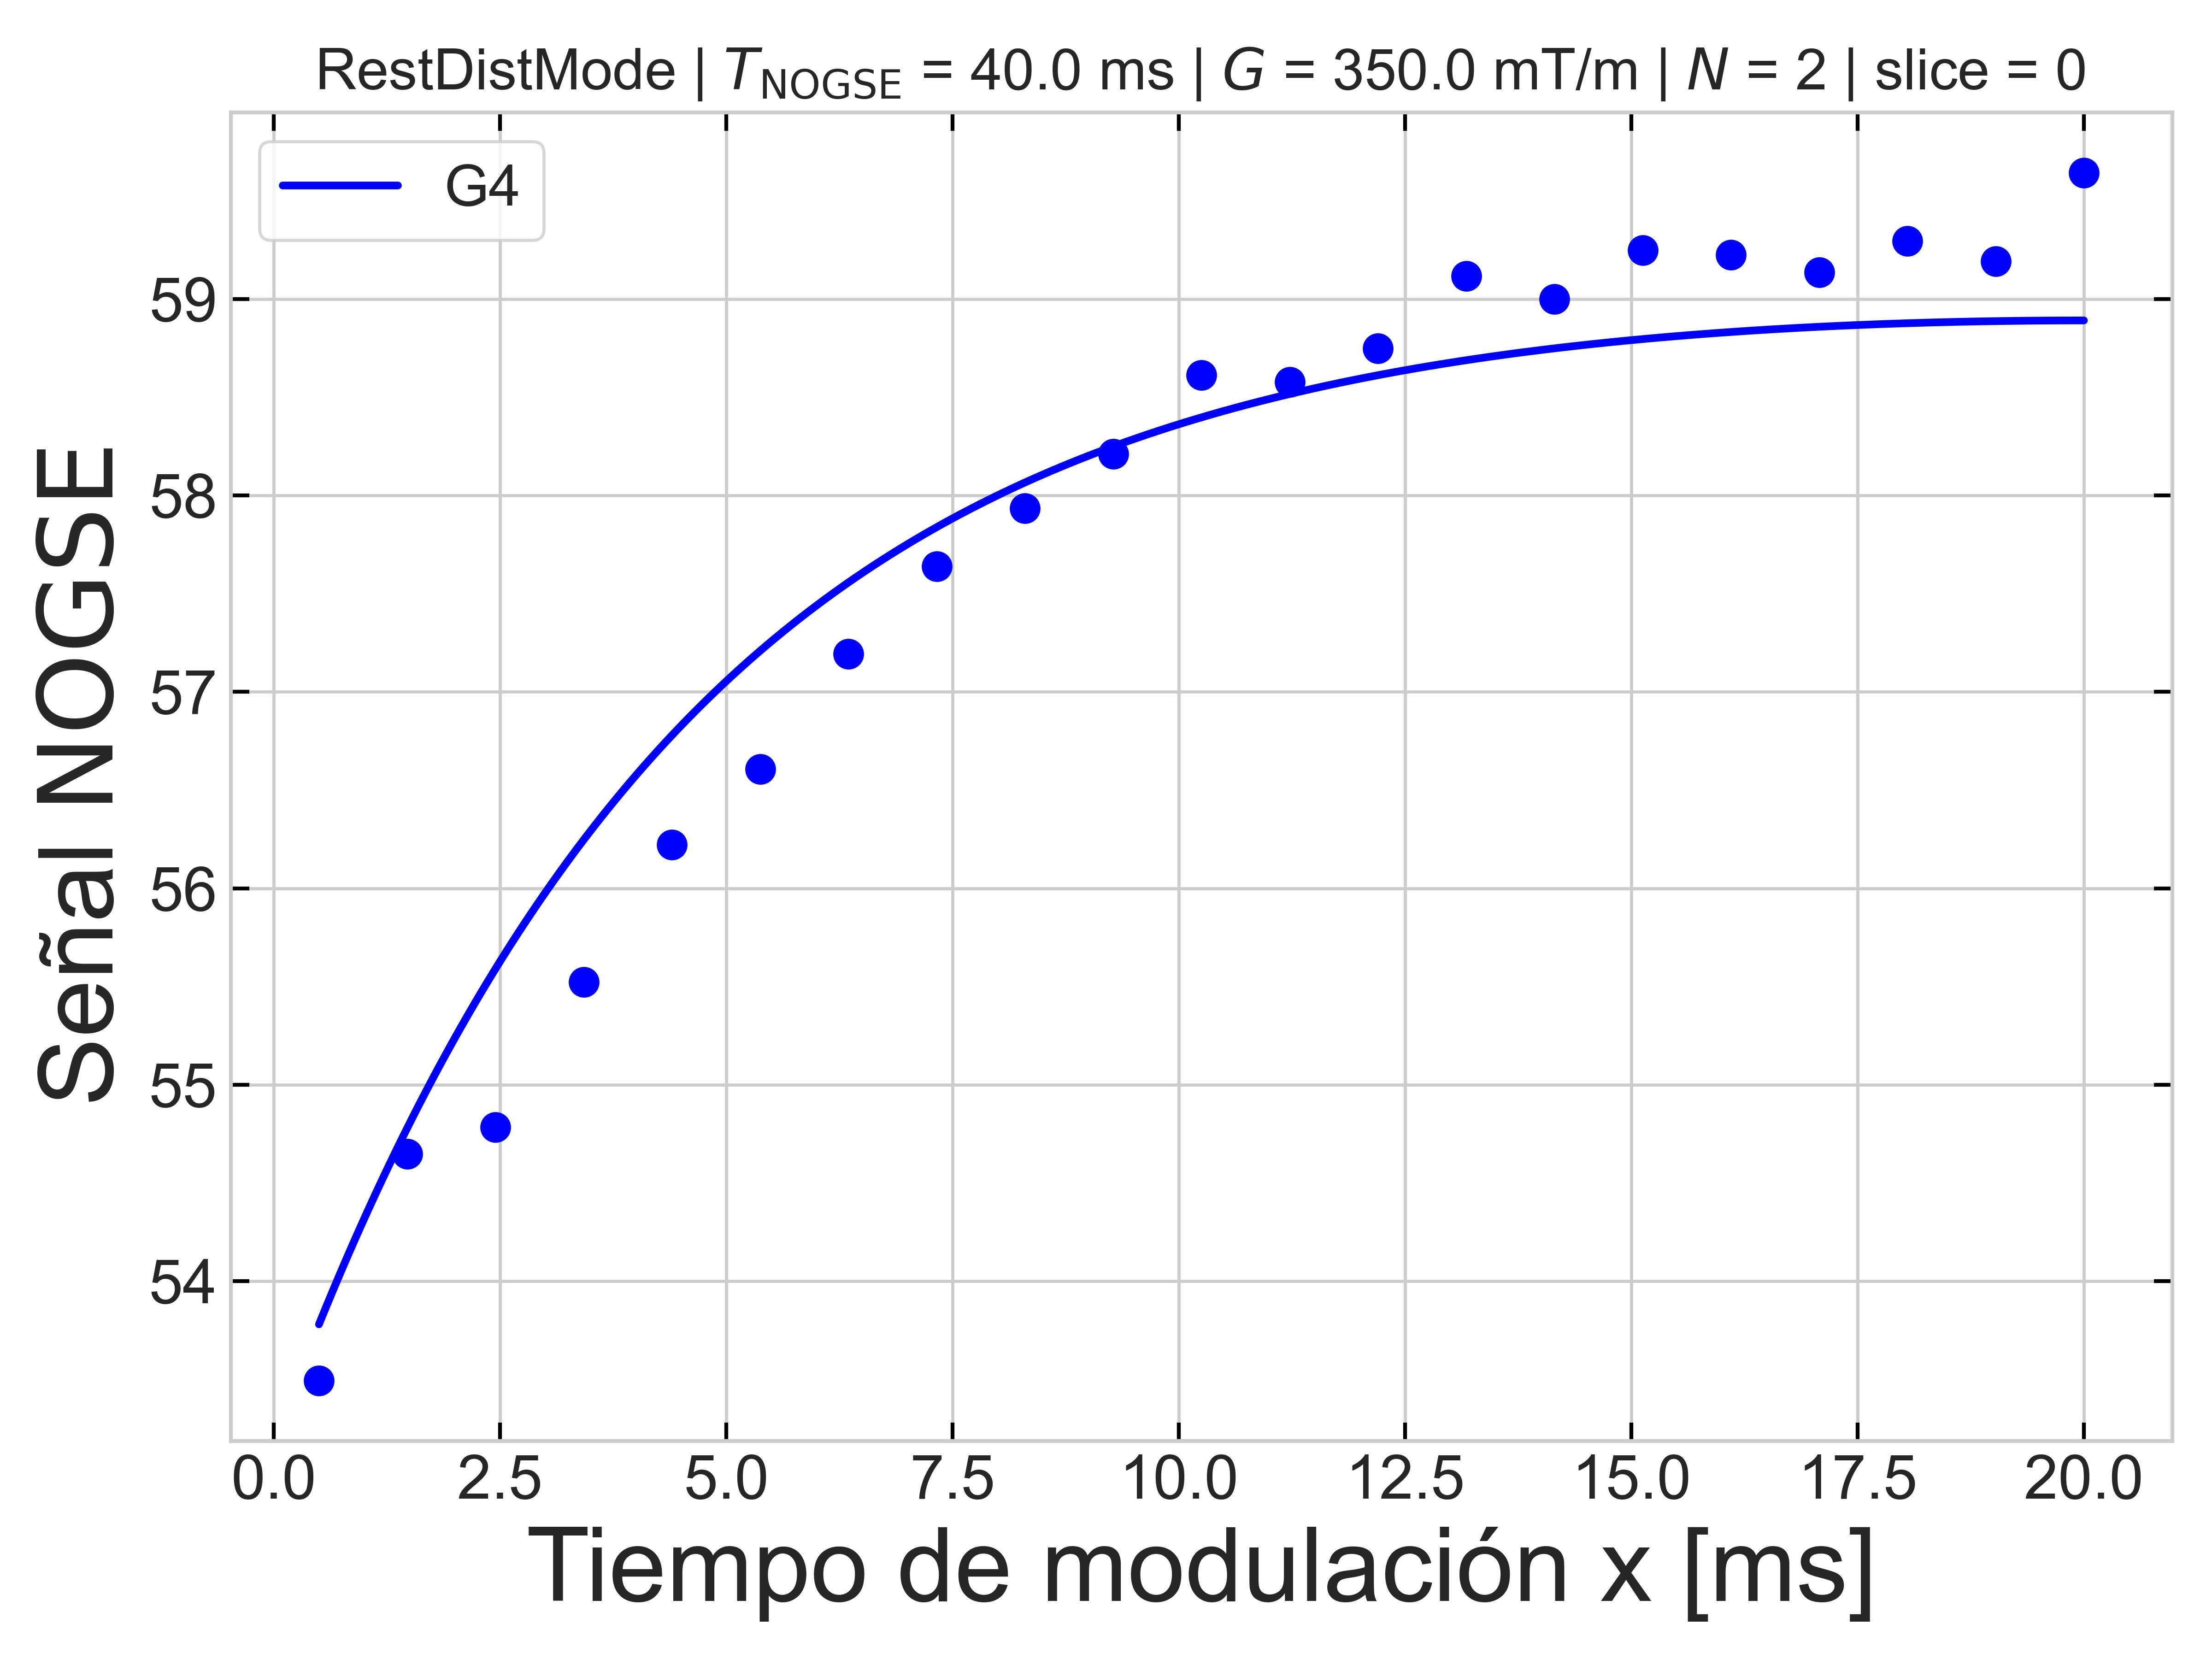 RestDistMode | T_NOGSE = 40.0 ms | G = 350.0 mT/m | N = 2 | slice = 0
G4
59
58
57
56
55
54
Señal NOGSE
0.0 2.5 5.0 7.5 10.0 12.5 15.0 17.5 20.0
Tiempo de modulación x [ms]